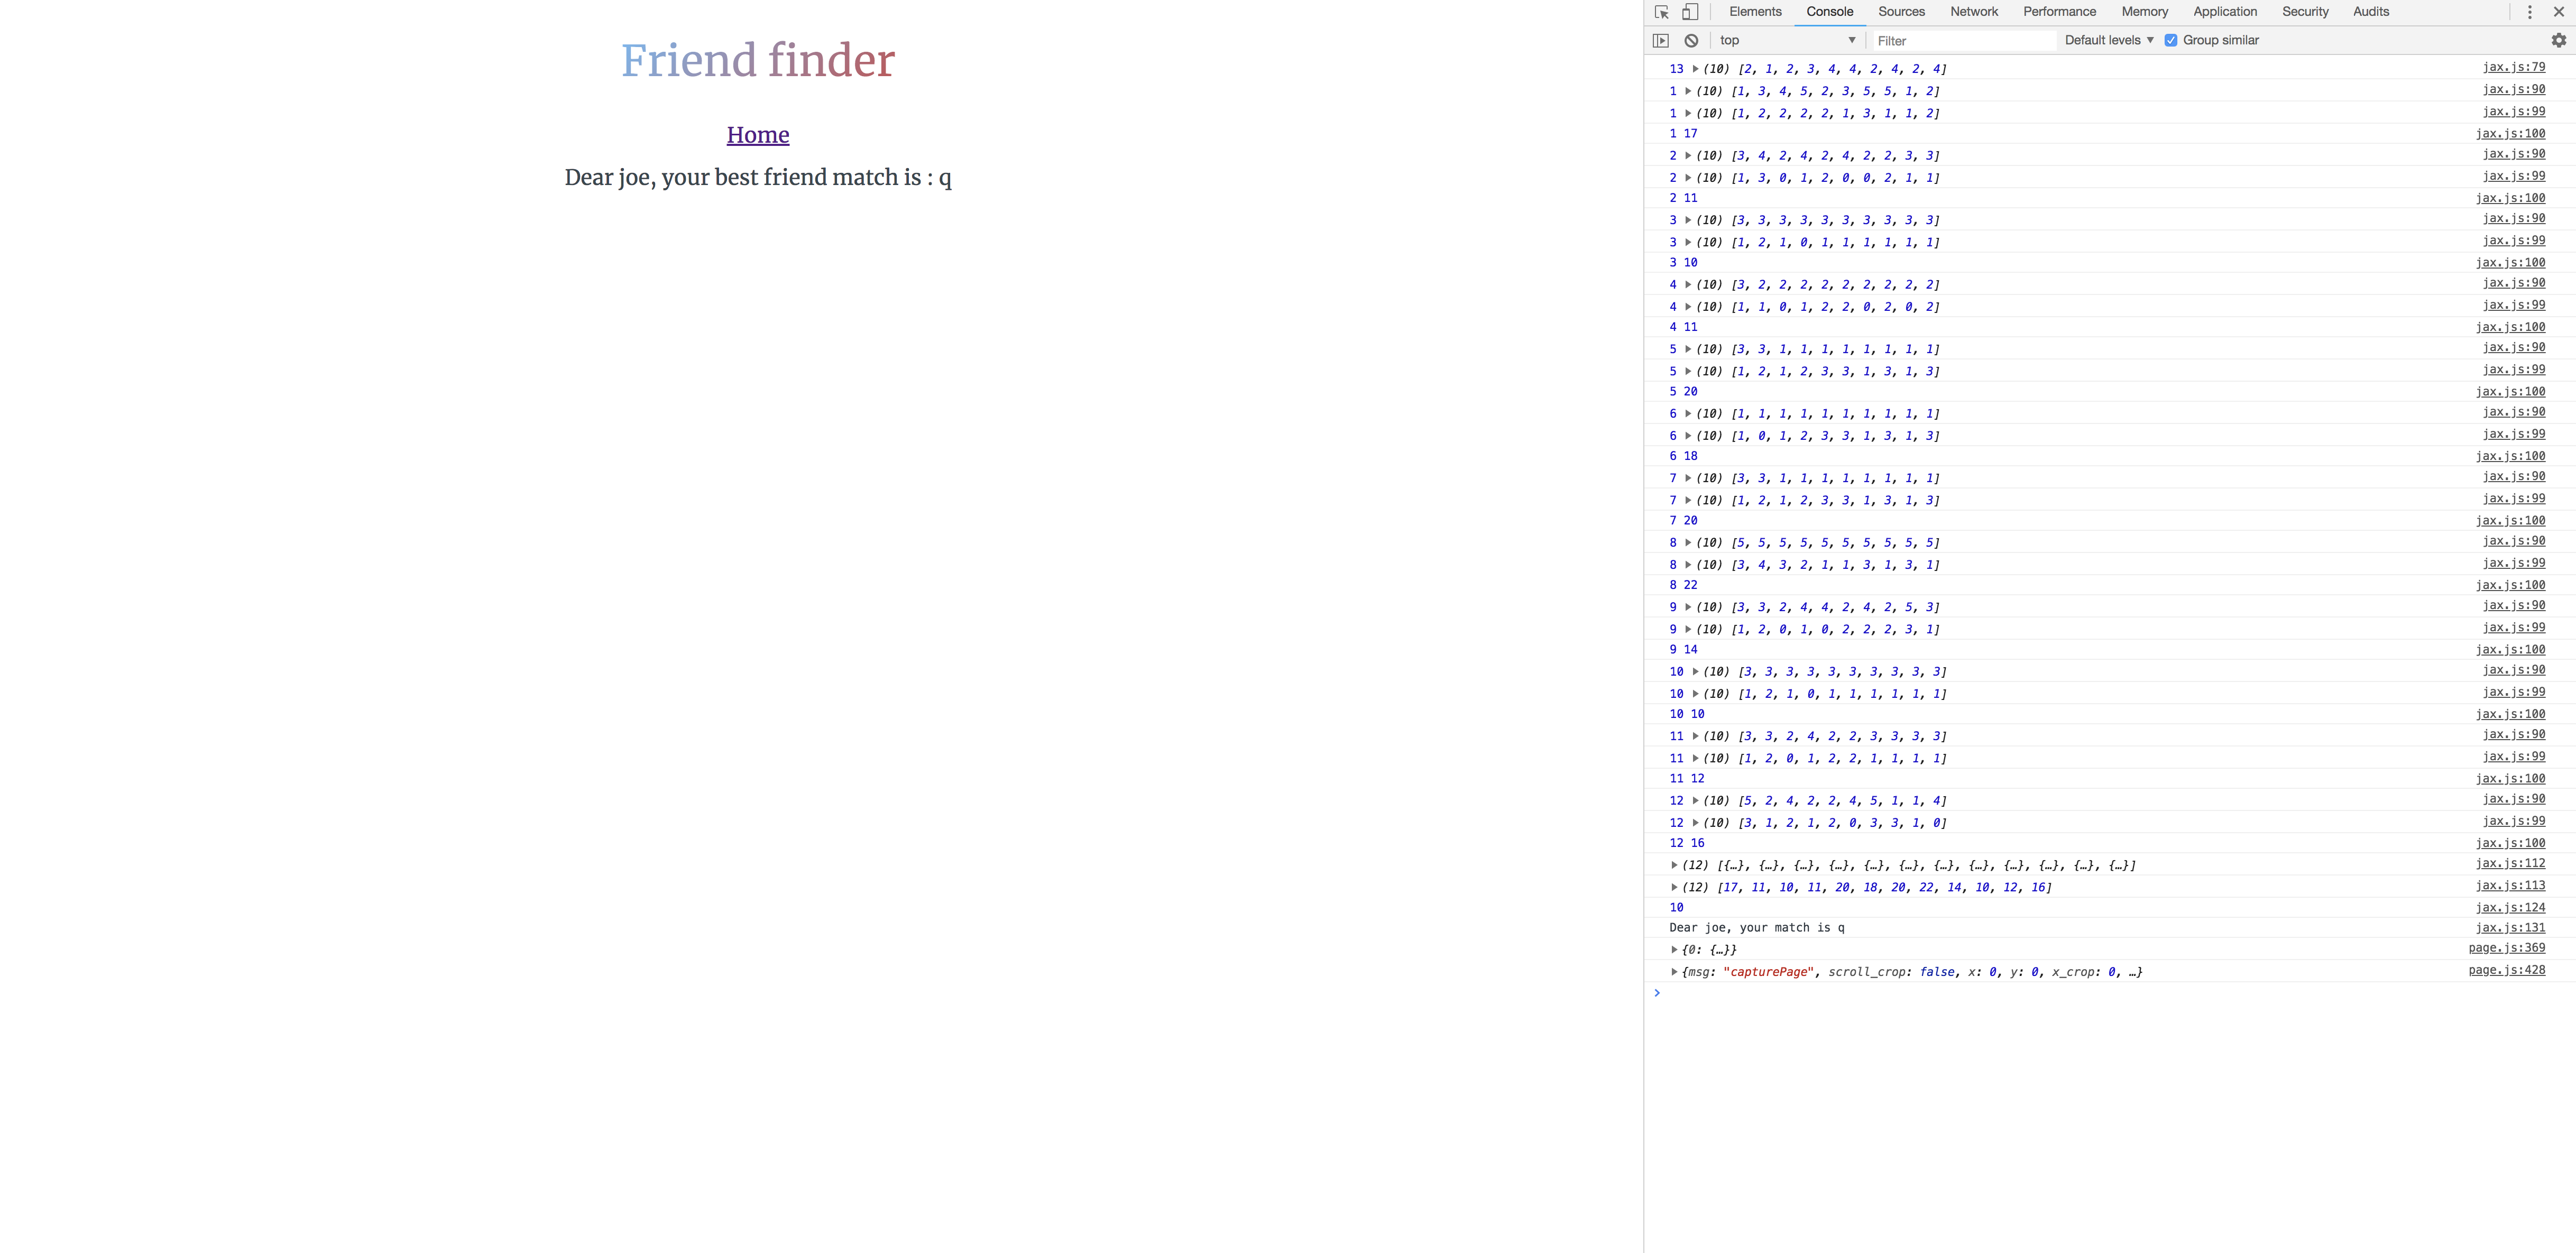 Friend finder
Home
Dear joe, your best friend match is : q
Elements Console Sources Network Performance Memory Application Security Audits
top Filter Default levels Group similar
13 (10) [2, 1, 2, 3, 4, 4, 2, 4, 2, 4] jax.js:79
1 (10) [1, 3, 4, 5, 2, 3, 5, 5, 1, 2] jax.js:90
1 (10) [1, 2, 2, 2, 2, 1, 3, 1, 1, 2] jax.js:99
1 17 jax.js:100
2 (10) [3, 4, 2, 4, 2, 4, 2, 2, 3, 3] jax.js:90
2 (10) [1, 3, 0, 1, 2, 0, 0, 2, 1, 1] jax.js:99
2 11 jax.js:100
3 (10) [3, 3, 3, 3, 3, 3, 3, 3, 3, 3] jax.js:90
3 (10) [1, 2, 1, 0, 1, 1, 1, 1, 1, 1] jax.js:99
3 10 jax.js:100
4 (10) [3, 2, 2, 2, 2, 2, 2, 2, 2, 2] jax.js:90
4 (10) [1, 1, 0, 1, 2, 2, 0, 2, 0, 2] jax.js:99
4 11 jax.js:100
5 (10) [3, 3, 1, 1, 1, 1, 1, 1, 1, 1] jax.js:90
5 (10) [1, 2, 1, 2, 3, 3, 1, 3, 1, 3] jax.js:99
5 20 jax.js:100
6 (10) [1, 1, 1, 1, 1, 1, 1, 1, 1, 1] jax.js:90
6 (10) [1, 0, 1, 2, 3, 3, 1, 3, 1, 3] jax.js:99
6 18 jax.js:100
7 (10) [3, 3, 1, 1, 1, 1, 1, 1, 1, 1] jax.js:90
7 (10) [1, 2, 1, 2, 3, 3, 1, 3, 1, 3] jax.js:99
7 20 jax.js:100
8 (10) [5, 5, 5, 5, 5, 5, 5, 5, 5, 5] jax.js:90
8 (10) [3, 4, 3, 2, 1, 1, 3, 1, 3, 1] jax.js:99
8 22 jax.js:100
9 (10) [3, 3, 2, 4, 4, 2, 4, 2, 5, 3] jax.js:90
9 (10) [1, 2, 0, 1, 0, 2, 2, 2, 3, 1] jax.js:99
9 14 jax.js:100
10 (10) [3, 3, 3, 3, 3, 3, 3, 3, 3, 3] jax.js:90
10 (10) [1, 2, 1, 0, 1, 1, 1, 1, 1, 1] jax.js:99
10 10 jax.js:100
11 (10) [3, 3, 2, 4, 2, 2, 3, 3, 3, 3] jax.js:90
11 (10) [1, 2, 0, 1, 2, 2, 1, 1, 1, 1] jax.js:99
11 12 jax.js:100
12 (10) [5, 2, 4, 2, 2, 4, 5, 1, 1, 4] jax.js:90
12 (10) [3, 1, 2, 1, 2, 0, 3, 3, 1, 0] jax.js:99
12 16 jax.js:100
(12) [{…}, {…}, {…}, {…}, {…}, {…}, {…}, {…}, {…}, {…}, {…}, {…}] jax.js:112
(12) [17, 11, 10, 11, 20, 18, 20, 22, 14, 10, 12, 16] jax.js:113
10 jax.js:124
Dear joe, your match is q jax.js:131
{0: {…}} page.js:369
{msg: "capturePage", scroll_crop: false, x: 0, y: 0, x_crop: 0, …} page.js:428